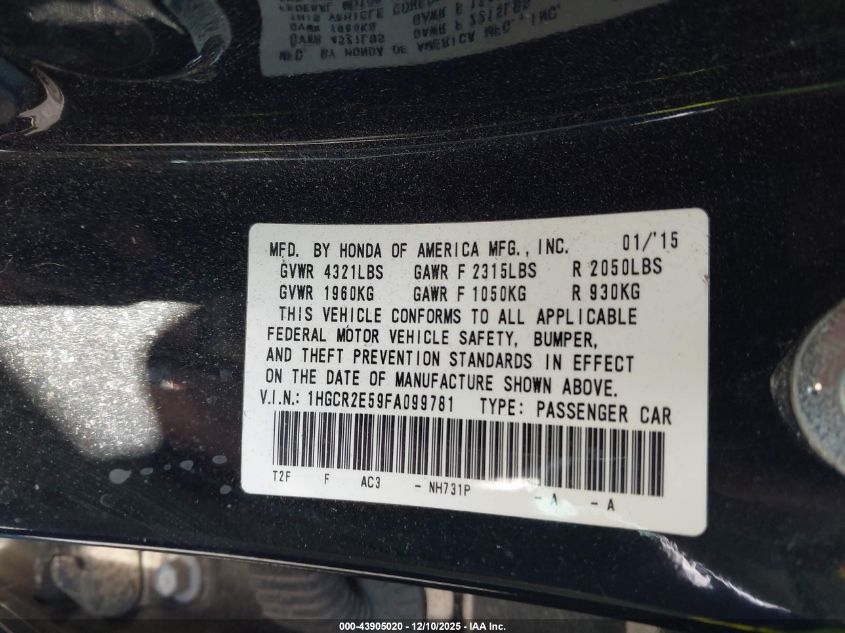 MFD. BY HONDA OF AMERICA MFG., INC. 01/'15
GVWR 4321LBS GAWR F 2315LBS R 2050LBS
GVWR 1960KG GAWR F 1050KG R 930KG
THIS VEHICLE CONFORMS TO ALL APPLICABLE
FEDERAL MOTOR VEHICLE SAFETY, BUMPER,
AND THEFT PREVENTION STANDARDS IN EFFECT
ON THE DATE OF MANUFACTURE SHOWN ABOVE.
V.I.N.: 1HGCR2E59FA099781 TYPE: PASSENGER CAR
T2F F AC3 - NH731P - A - A
000-43905020 - 12/10/2025 - IAA Inc.